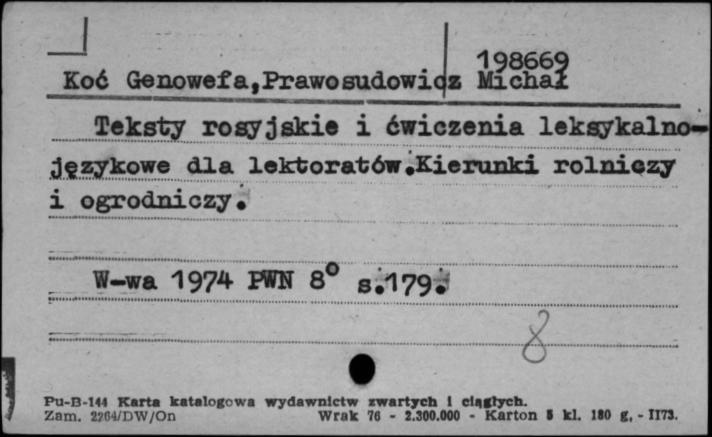 198669
Koć Genowefa,Prawosudowicz Michał
Teksty rosyjskie i ćwiczenia leksykalno-
językowe dla lektoratów.Kierunki rolniczy
i ogrodniczy.
W-wa 1974 PWN 8° s.179.
8
Pu-B-144 Karta katalogowa wydawnictw zwartych i ciągłych.
Zam. 2264/DW/On Wrak 76 - 2.300.000 - Karton 5 kl. 180 g. - II73.